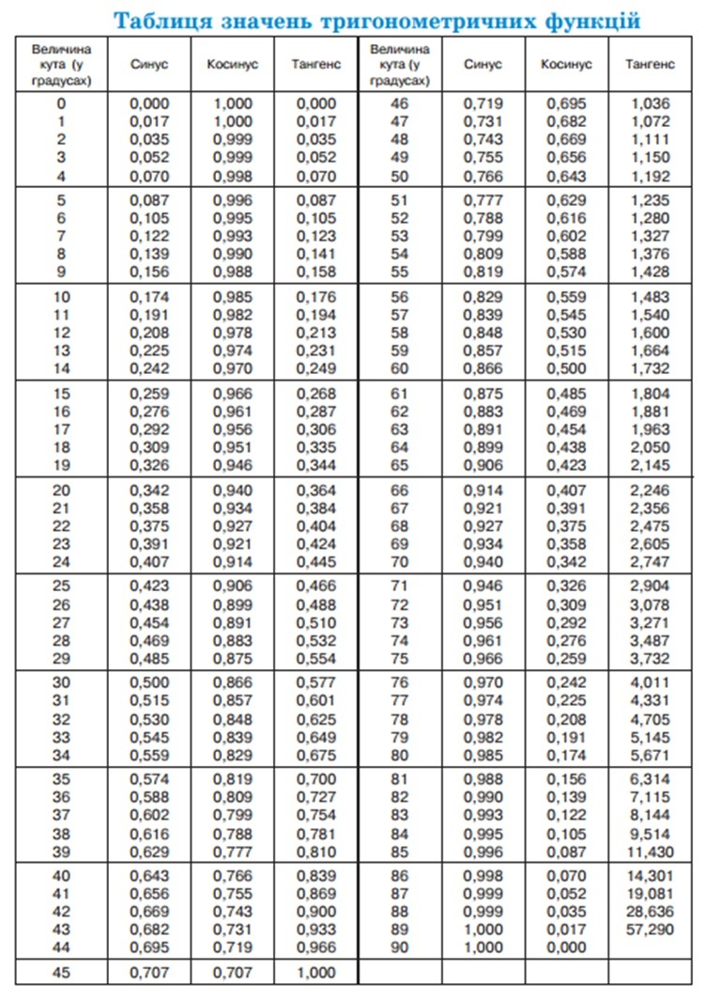 Таблиця значень тригонометричних функцій
Величина кута (у градусах) Синус Косинус Тангенс Величина кута (у градусах) Синус Косинус Тангенс
0 0,000 1,000 0,000 46 0,719 0,695 1,036
1 0,017 1,000 0,017 47 0,731 0,682 1,072
2 0,035 0,999 0,035 48 0,743 0,669 1,111
3 0,052 0,999 0,052 49 0,755 0,656 1,150
4 0,070 0,998 0,070 50 0,766 0,643 1,192
5 0,087 0,996 0,087 51 0,777 0,629 1,235
6 0,105 0,995 0,105 52 0,788 0,616 1,280
7 0,122 0,993 0,123 53 0,799 0,602 1,327
8 0,139 0,990 0,141 54 0,809 0,588 1,376
9 0,156 0,988 0,158 55 0,819 0,574 1,428
10 0,174 0,985 0,176 56 0,829 0,559 1,483
11 0,191 0,982 0,194 57 0,839 0,545 1,540
12 0,208 0,978 0,213 58 0,848 0,530 1,600
13 0,225 0,974 0,231 59 0,857 0,515 1,664
14 0,242 0,970 0,249 60 0,866 0,500 1,732
15 0,259 0,966 0,268 61 0,875 0,485 1,804
16 0,276 0,961 0,287 62 0,883 0,469 1,881
17 0,292 0,956 0,306 63 0,891 0,454 1,963
18 0,309 0,951 0,335 64 0,899 0,438 2,050
19 0,326 0,946 0,344 65 0,906 0,423 2,145
20 0,342 0,940 0,364 66 0,914 0,407 2,246
21 0,358 0,934 0,384 67 0,921 0,391 2,356
22 0,375 0,927 0,404 68 0,927 0,375 2,475
23 0,391 0,921 0,424 69 0,934 0,358 2,605
24 0,407 0,914 0,445 70 0,940 0,342 2,747
25 0,423 0,906 0,466 71 0,946 0,326 2,904
26 0,438 0,899 0,488 72 0,951 0,309 3,078
27 0,454 0,891 0,510 73 0,956 0,292 3,271
28 0,469 0,883 0,532 74 0,961 0,276 3,487
29 0,485 0,875 0,554 75 0,966 0,259 3,732
30 0,500 0,866 0,577 76 0,970 0,242 4,011
31 0,515 0,857 0,601 77 0,974 0,225 4,331
32 0,530 0,848 0,625 78 0,978 0,208 4,705
33 0,545 0,839 0,649 79 0,982 0,191 5,145
34 0,559 0,829 0,675 80 0,985 0,174 5,671
35 0,574 0,819 0,700 81 0,988 0,156 6,314
36 0,588 0,809 0,727 82 0,990 0,139 7,115
37 0,602 0,799 0,754 83 0,993 0,122 8,144
38 0,616 0,788 0,781 84 0,995 0,105 9,514
39 0,629 0,777 0,810 85 0,996 0,087 11,430
40 0,643 0,766 0,839 86 0,998 0,070 14,301
41 0,656 0,755 0,869 87 0,999 0,052 19,081
42 0,669 0,743 0,900 88 0,999 0,035 28,636
43 0,682 0,731 0,933 89 1,000 0,017 57,290
44 0,695 0,719 0,966 90 1,000 0,000
45 0,707 0,707 1,000